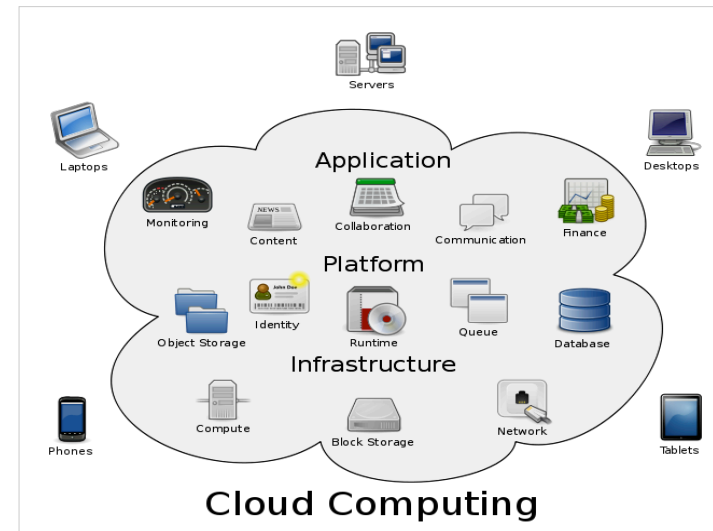 Servers
Laptops
Desktops
Application
Monitoring
NEWS
Content
Collaboration
Communication
Finance
Platform
Object Storage
John Doe
Identity
Runtime
Queue
Database
Infrastructure
Compute
Block Storage
Network
Phones
Tablets
Cloud Computing